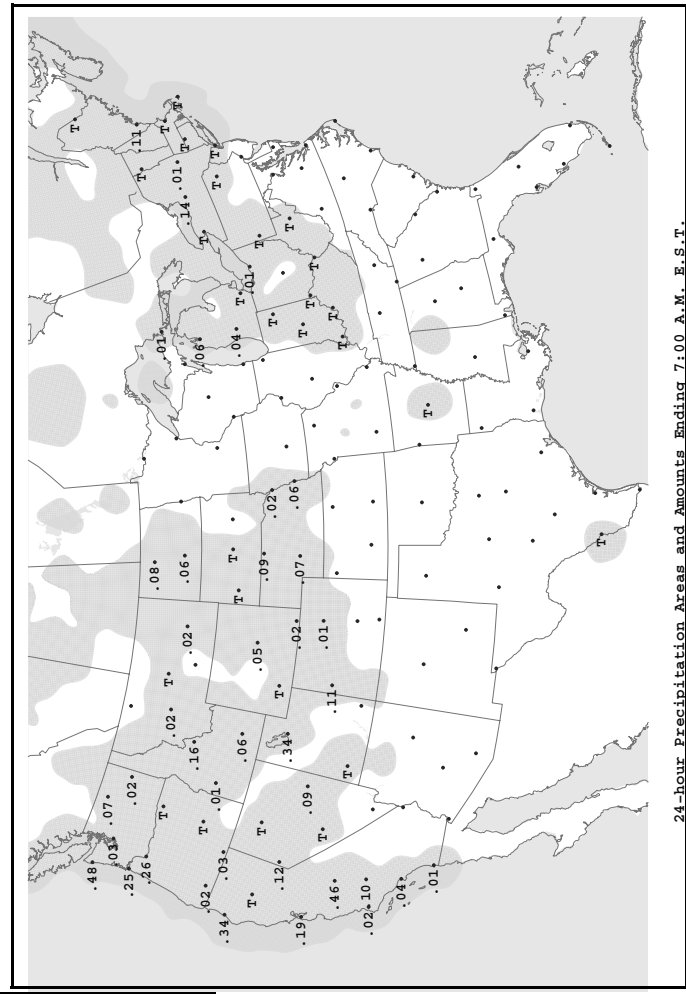 T
.48
.07
.03
.25
.02
.11
T
.26
.08
.01
T
T
T
.02
T
.01
.14
.06
T
.02
.16
.06
T
T
.02
T
.01
T
.03
.34
T
.04
T
T
.06
.01
T
.05
T
T
.09
.02
T
T
.12
.34
T
.06
.02
.07
.19
T
.09
T
T
T
.01
.11
T
.46
T
T
.10
.02
.04
T
.01
T
24-hour Precipitation Areas and Amounts Ending 7:00 A.M. E.S.T.